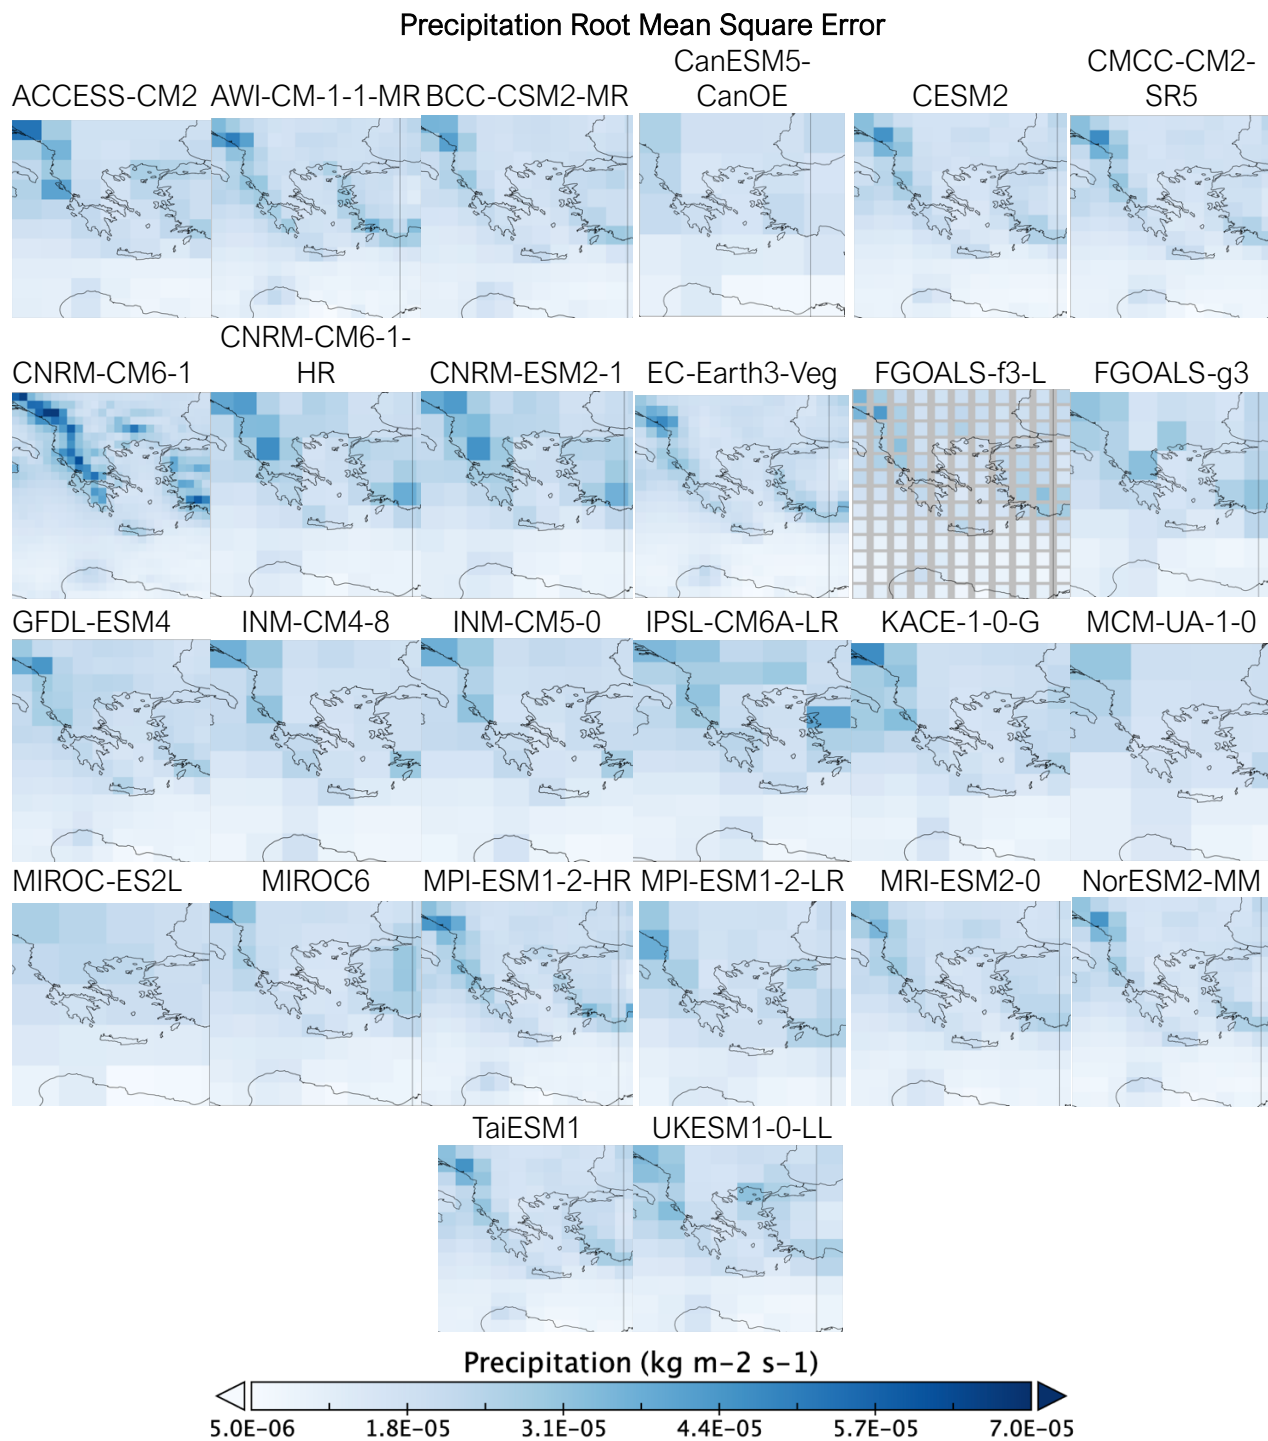 Precipitation Root Mean Square Error
ACCESS-CM2
AWI-CM-1-1-MR
BCC-CSM2-MR
CanESM5-
CanOE
CESM2
CMCC-CM2-
SR5
CNRM-CM6-1
CNRM-CM6-1-
HR
CNRM-ESM2-1
EC-Earth3-Veg
FGOALS-f3-L
FGOALS-g3
GFDL-ESM4
INM-CM4-8
INM-CM5-0
IPSL-CM6A-LR
KACE-1-0-G
MCM-UA-1-0
MIROC-ES2L
MIROC6
MPI-ESM1-2-HR
MPI-ESM1-2-LR
MRI-ESM2-0
NorESM2-MM
TaiESM1
UKESM1-0-LL
Precipitation (kg m-2 s-1)
5.0E-06 1.8E-05 3.1E-05 4.4E-05 5.7E-05 7.0E-05